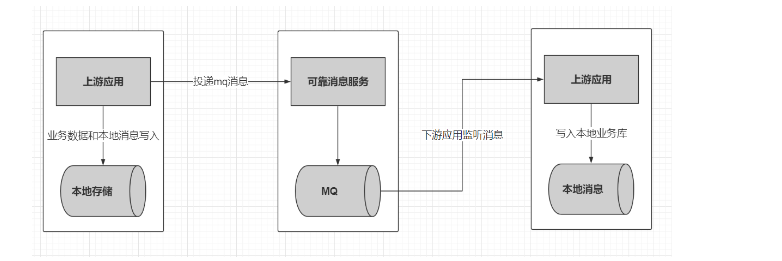 上游应用
投递mq消息
可靠消息服务
上游应用
业务数据和本地消息写入
下游应用监听消息
写入本地业务库
本地存储
MQ
本地消息